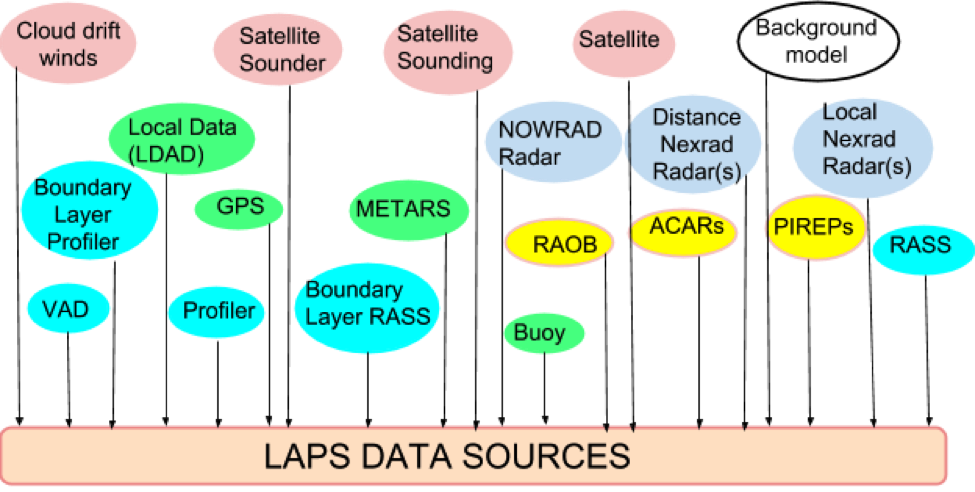 Cloud drift
winds
Satellite
Sounder
Satellite
Sounding
Satellite
Background
model
Local Data
(LDAD)
NOWRAD
Radar
Distance
Nexrad
Radar(s)
Local
Nexrad
Radar(s)
Boundary
Layer
Profiler
GPS
METARS
RAOB
ACARs
PIREPs
RASS
VAD
Profiler
Boundary
Layer RASS
Buoy
LAPS DATA SOURCES